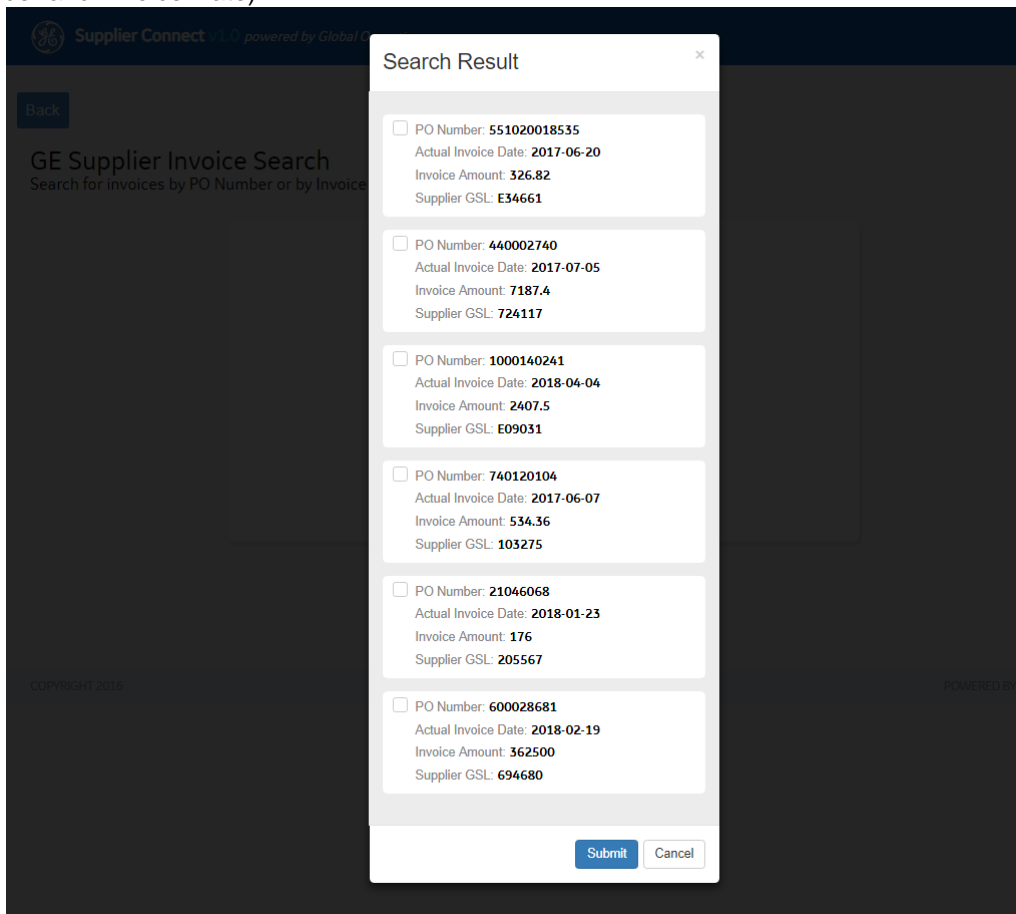 Supplier Connect v1.0 powered by Global
Search Result
×
Back
GE Supplier Invoice Search
Search for invoices by PO Number or by Invoice
PO Number: 551020018535
Actual Invoice Date: 2017-06-20
Invoice Amount: 326.82
Supplier GSL: E34661
PO Number: 440002740
Actual Invoice Date: 2017-07-05
Invoice Amount: 7187.4
Supplier GSL: 724117
PO Number: 1000140241
Actual Invoice Date: 2018-04-04
Invoice Amount: 2407.5
Supplier GSL: E09031
PO Number: 740120104
Actual Invoice Date: 2017-06-07
Invoice Amount: 534.36
Supplier GSL: 103275
PO Number: 21046068
Actual Invoice Date: 2018-01-23
Invoice Amount: 176
Supplier GSL: 205567
COPYRIGHT 2016
POWERED BY
PO Number: 600028681
Actual Invoice Date: 2018-02-19
Invoice Amount: 362500
Supplier GSL: 694680
Submit
Cancel